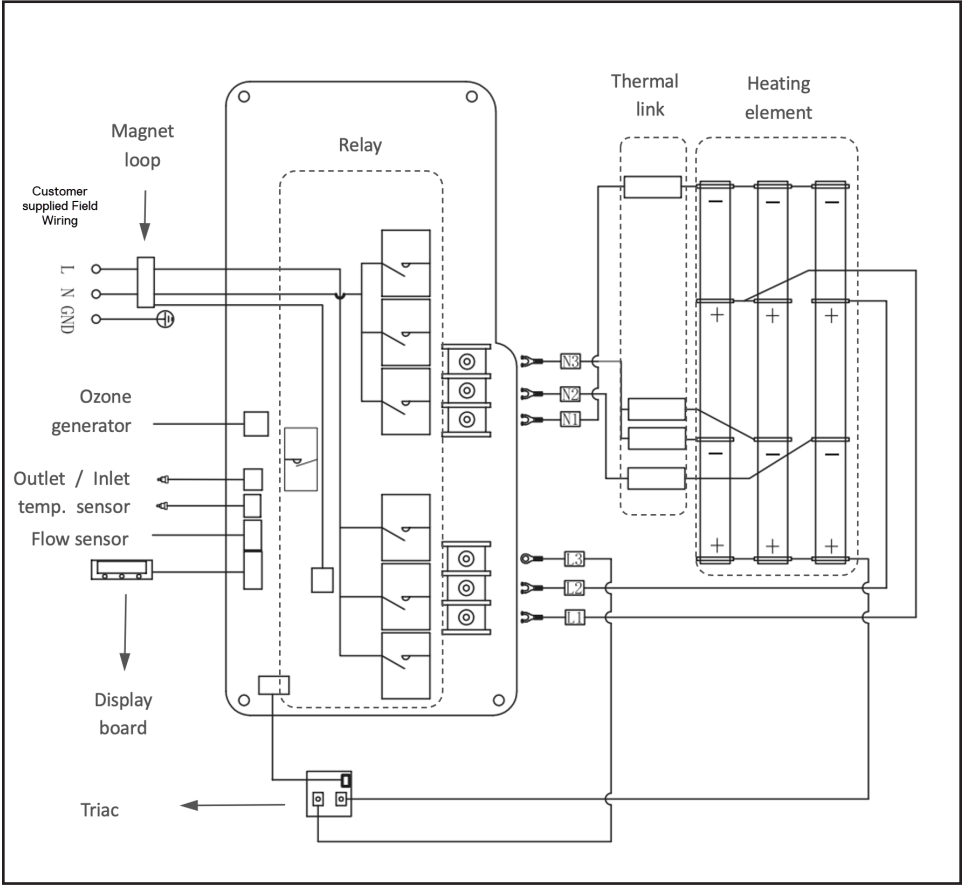 Thermal
link
Heating
element
Magnet
loop
Relay
Customer
supplied Field
Wiring
L
N
GND
Ozone
generator
Outlet / Inlet
temp. sensor
Flow sensor
Display
board
Triac
N3
N2
N1
L3
L2
L1
− − −
+ + +
− −
+ + +